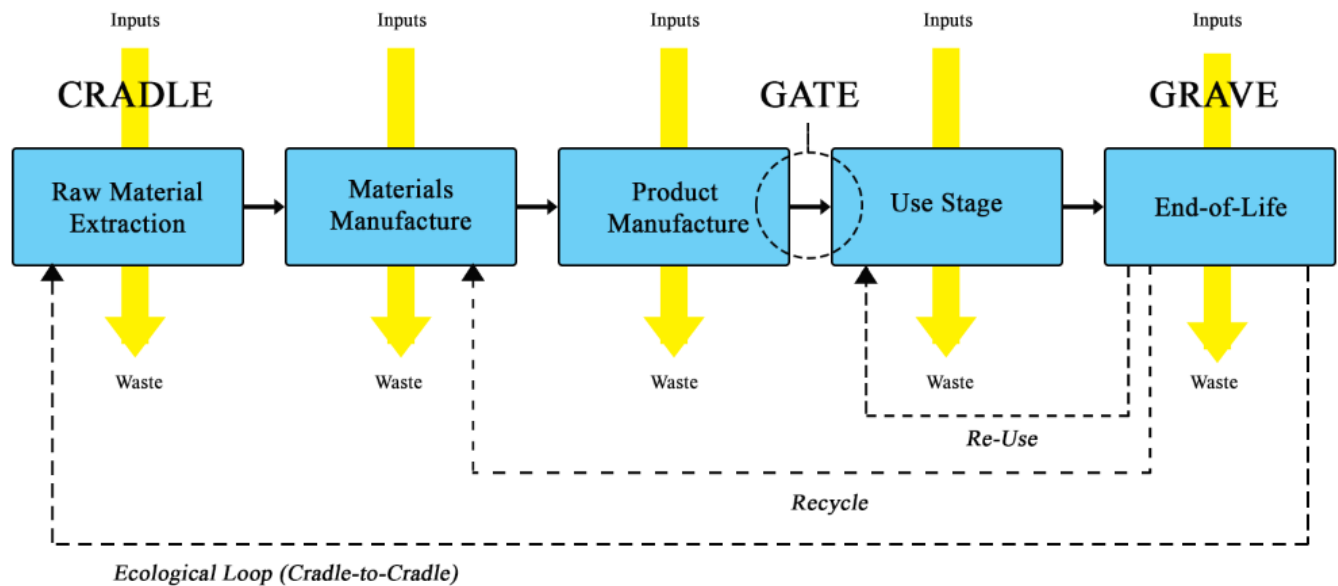 Inputs
Inputs
Inputs
Inputs
Inputs
CRADLE
GATE
GRAVE
Raw Material
Extraction
Materials
Manufacture
Product
Manufacture
Use Stage
End-of-Life
Waste
Waste
Waste
Waste
Waste
Re-Use
Recycle
Ecological Loop (Cradle-to-Cradle)